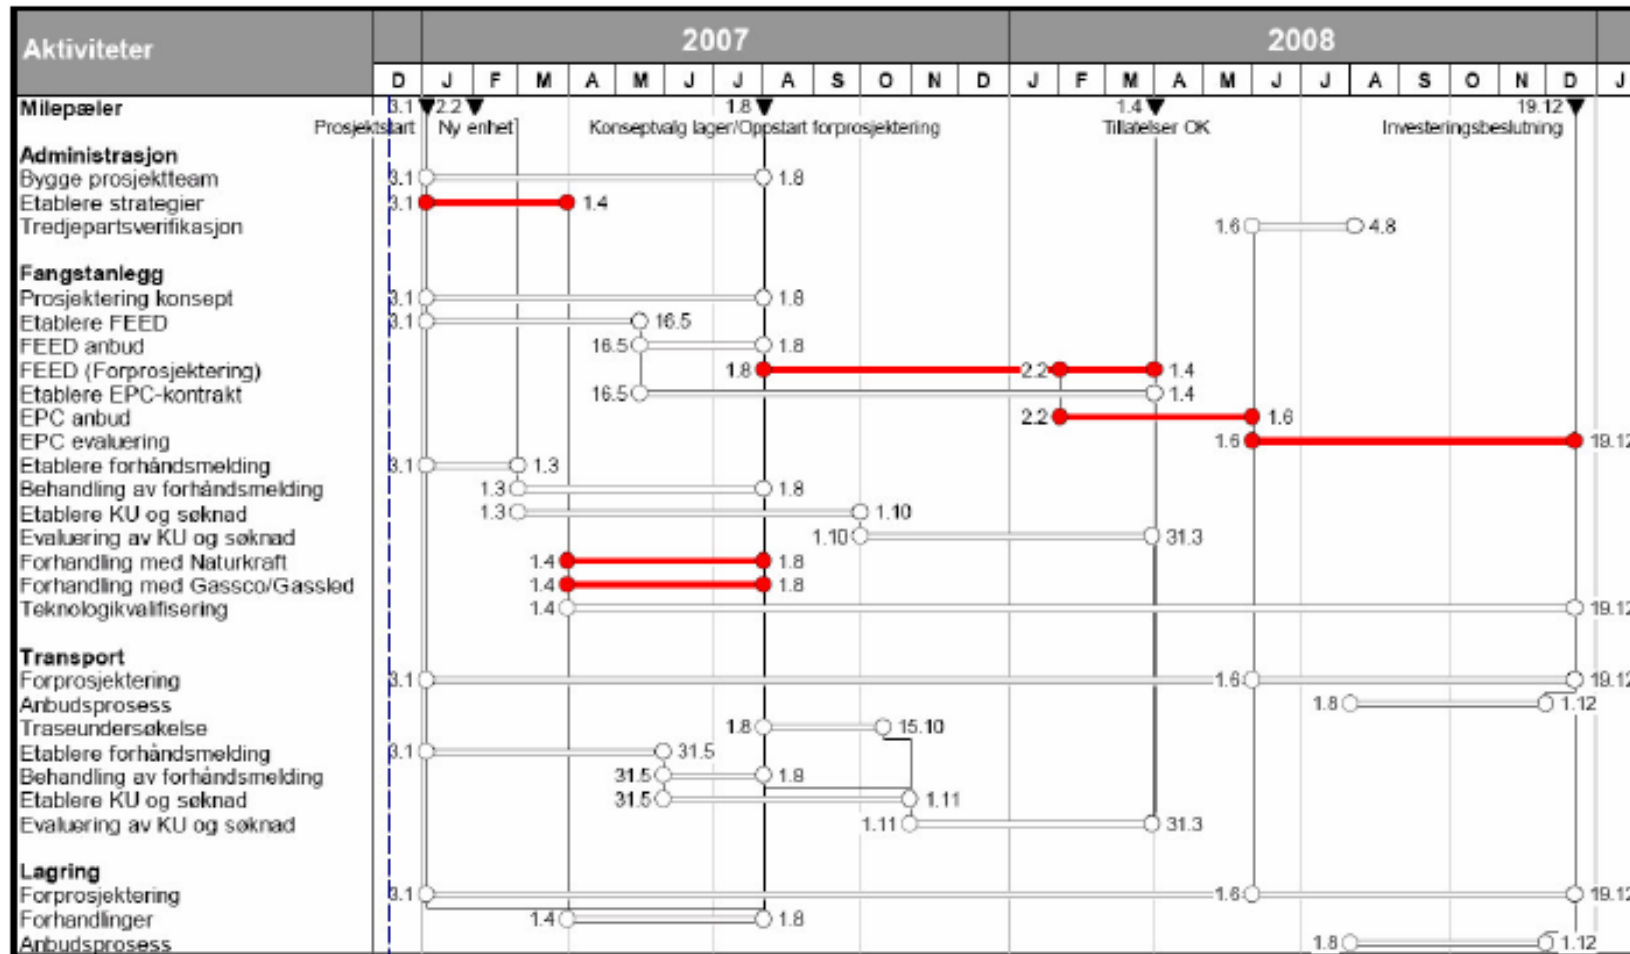 Aktiviteter 2007 2008
D J F M A M J J A S O N D J F M A M J J A S O N D J
Milepæler 3.1 2.2 1.8 1.4 19.12
Prosjektstart Ny enhet Konseptvalg lager/Oppstart forprosjektering Tillatelser OK Investeringsbeslutning
Administrasjon
Bygge prosjektteam 3.1 1.8
Etablere strategier 3.1 1.4
Tredjepartsverifikasjon 1.6 4.8
Fangstanlegg
Prosjektering konsept 3.1 1.8
Etablere FEED 3.1 16.5
FEED anbud 16.5 1.8
FEED (Forprosjektering) 1.8 2.2 1.4
Etablere EPC-kontrakt 16.5 1.4
EPC anbud 2.2 1.6
EPC evaluering 1.6 19.12
Etablere forhåndsmelding 3.1 1.3
Behandling av forhåndsmelding 1.3 1.8
Etablere KU og søknad 1.3 1.10
Evaluering av KU og søknad 1.10 31.3
Forhandling med Naturkraft 1.4 1.8
Forhandling med Gassco/Gassled 1.4 1.8
Teknologikvalifisering 1.4 19.12
Transport
Forprosjektering 3.1 1.6 19.12
Anbudsprosess 1.8 1.12
Traseundersøkelse 1.8 15.10
Etablere forhåndsmelding 3.1 31.5
Behandling av forhåndsmelding 31.5 1.8
Etablere KU og søknad 31.5 1.11
Evaluering av KU og søknad 1.11 31.3
Lagring
Forprosjektering 3.1 1.6 19.12
Forhandlinger 1.4 1.8
Anbudsprosess 1.8 1.12